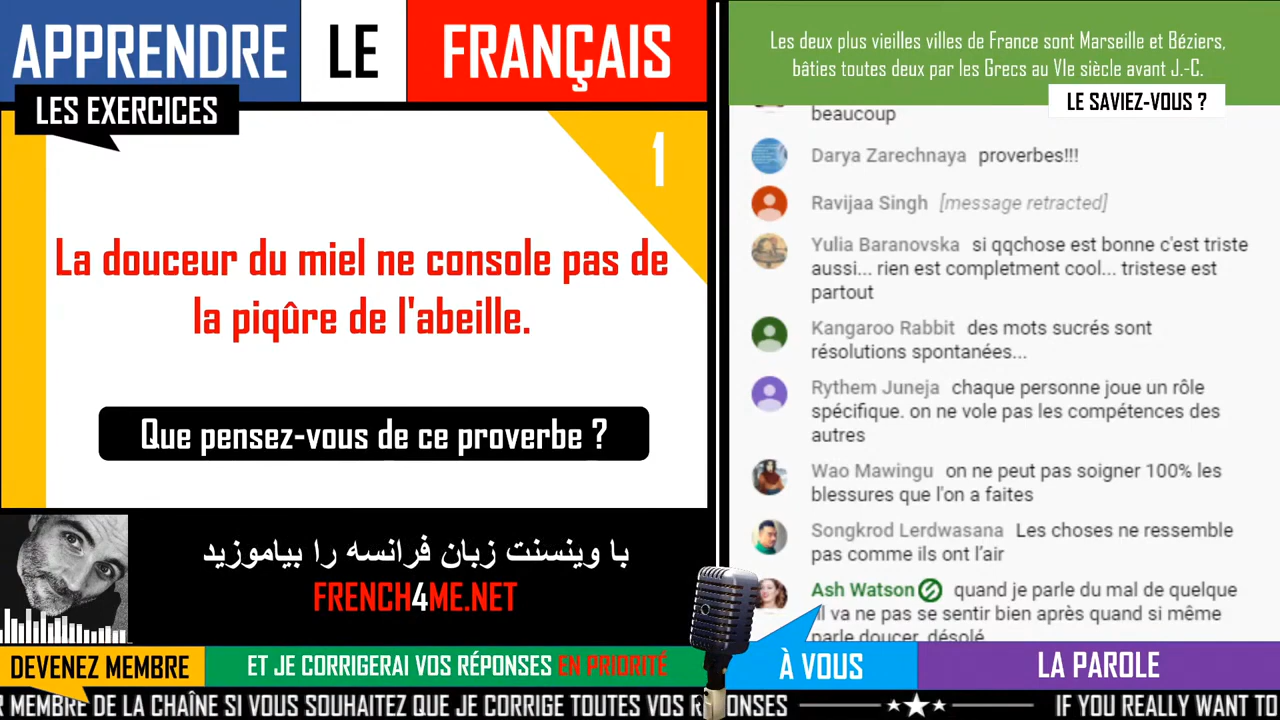 APPRENDRE LE FRANÇAIS
LES EXERCICES
1
La douceur du miel ne console pas de
la piqûre de l'abeille.
Que pensez-vous de ce proverbe ?
با وینسنت زبان فرانسه را بیاموزید
FRENCH4ME.NET
DEVENEZ MEMBRE
ET JE CORRIGERAI VOS RÉPONSES EN PRIORITÉ
Les deux plus vieilles villes de France sont Marseille et Béziers,
bâties toutes deux par les Grecs au VIe siècle avant J.-C.
LE SAVIEZ-VOUS ?
beaucoup
Darya Zarechnaya proverbes!!!
Ravijaa Singh [message retracted]
Yulia Baranovska si qqchose est bonne c'est triste
aussi... rien est completment cool... tristese est
partout
Kangaroo Rabbit des mots sucrés sont
résolutions spontanées...
Rythem Juneja chaque personne joue un rôle
spécifique. on ne vole pas les compétences des
autres
Wao Mawingu on ne peut pas soigner 100% les
blessures que l'on a faites
Songkrod Lerdwasana Les choses ne ressemble
pas comme ils ont l'air
Ash Watson quand je parle du mal de quelque
il va ne pas se sentir bien après quand si même
parle doucer, désolé
À VOUS
LA PAROLE
R MEMBRE DE LA CHAÎNE SI VOUS SOUHAITEZ QUE JE CORRIGE TOUTES VOS RÉPONSES
IF YOU REALLY WANT TO